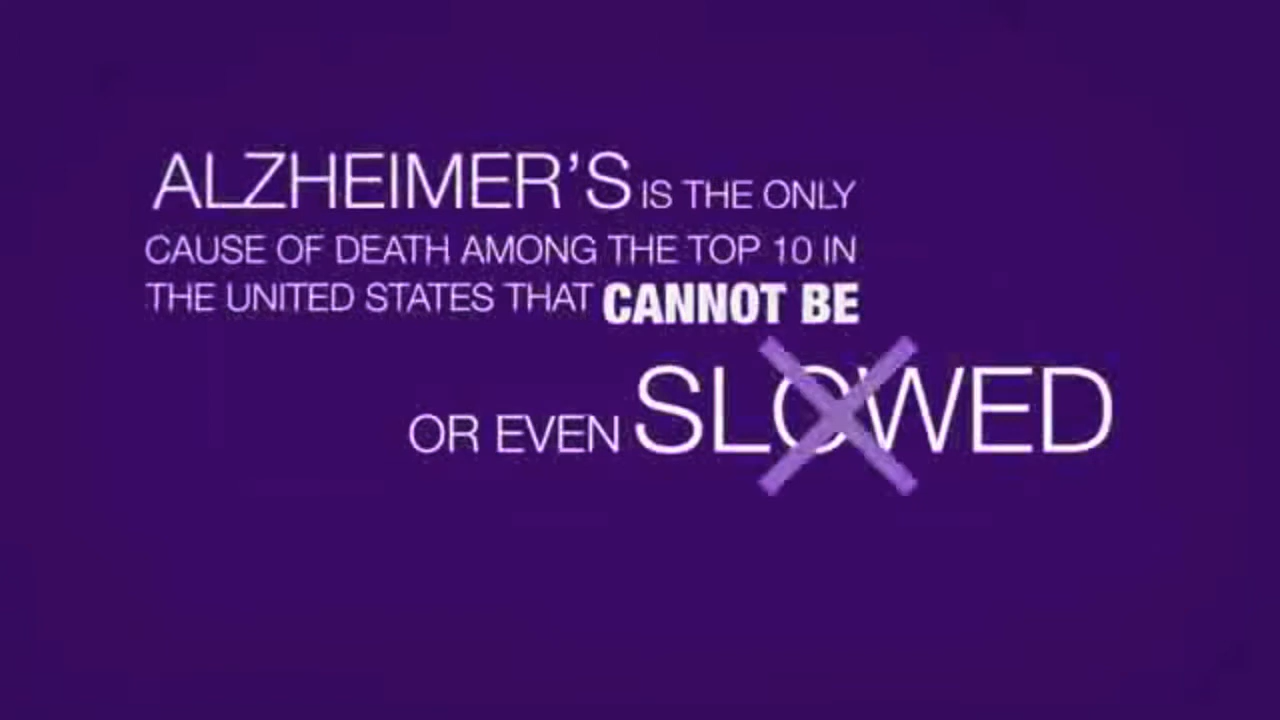 ALZHEIMER’S IS THE ONLY
CAUSE OF DEATH AMONG THE TOP 10 IN
THE UNITED STATES THAT CANNOT BE
OR EVEN SLOWED